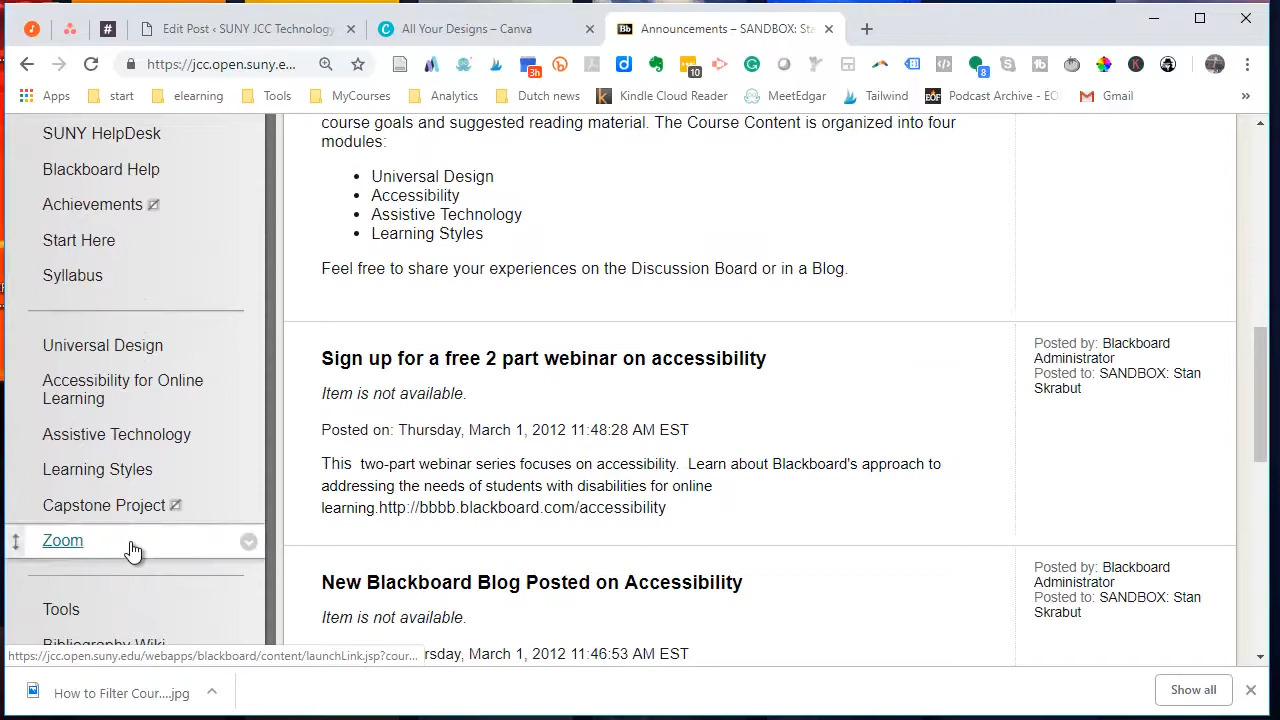 Edit Post ‹ SUNY JCC Technology
All Your Designs – Canva
Bb Announcements – SANDBOX: Sta
https://jcc.open.suny.e...
3h
10
8
Apps
start
elearning
Tools
MyCourses
Analytics
Dutch news
Kindle Cloud Reader
MeetEdgar
Tailwind
EOF Podcast Archive - EO
Gmail
»
SUNY HelpDesk
Blackboard Help
Achievements
Start Here
Syllabus
Universal Design
Accessibility for Online
Learning
Assistive Technology
Learning Styles
Capstone Project
Zoom
Tools
Bibliography Wiki
course goals and suggested reading material. The Course Content is organized into four
modules:
• Universal Design
• Accessibility
• Assistive Technology
• Learning Styles
Feel free to share your experiences on the Discussion Board or in a Blog.
Sign up for a free 2 part webinar on accessibility
Item is not available.
Posted on: Thursday, March 1, 2012 11:48:28 AM EST
This two-part webinar series focuses on accessibility. Learn about Blackboard's approach to
addressing the needs of students with disabilities for online
learning.http://bbbb.blackboard.com/accessibility
Posted by: Blackboard
Administrator
Posted to: SANDBOX: Stan
Skrabut
New Blackboard Blog Posted on Accessibility
Item is not available.
rsday, March 1, 2012 11:46:53 AM EST
Posted by: Blackboard
Administrator
Posted to: SANDBOX: Stan
Skrabut
https://jcc.open.suny.edu/webapps/blackboard/content/launchLink.jsp?cour...
How to Filter Cour....jpg
Show all